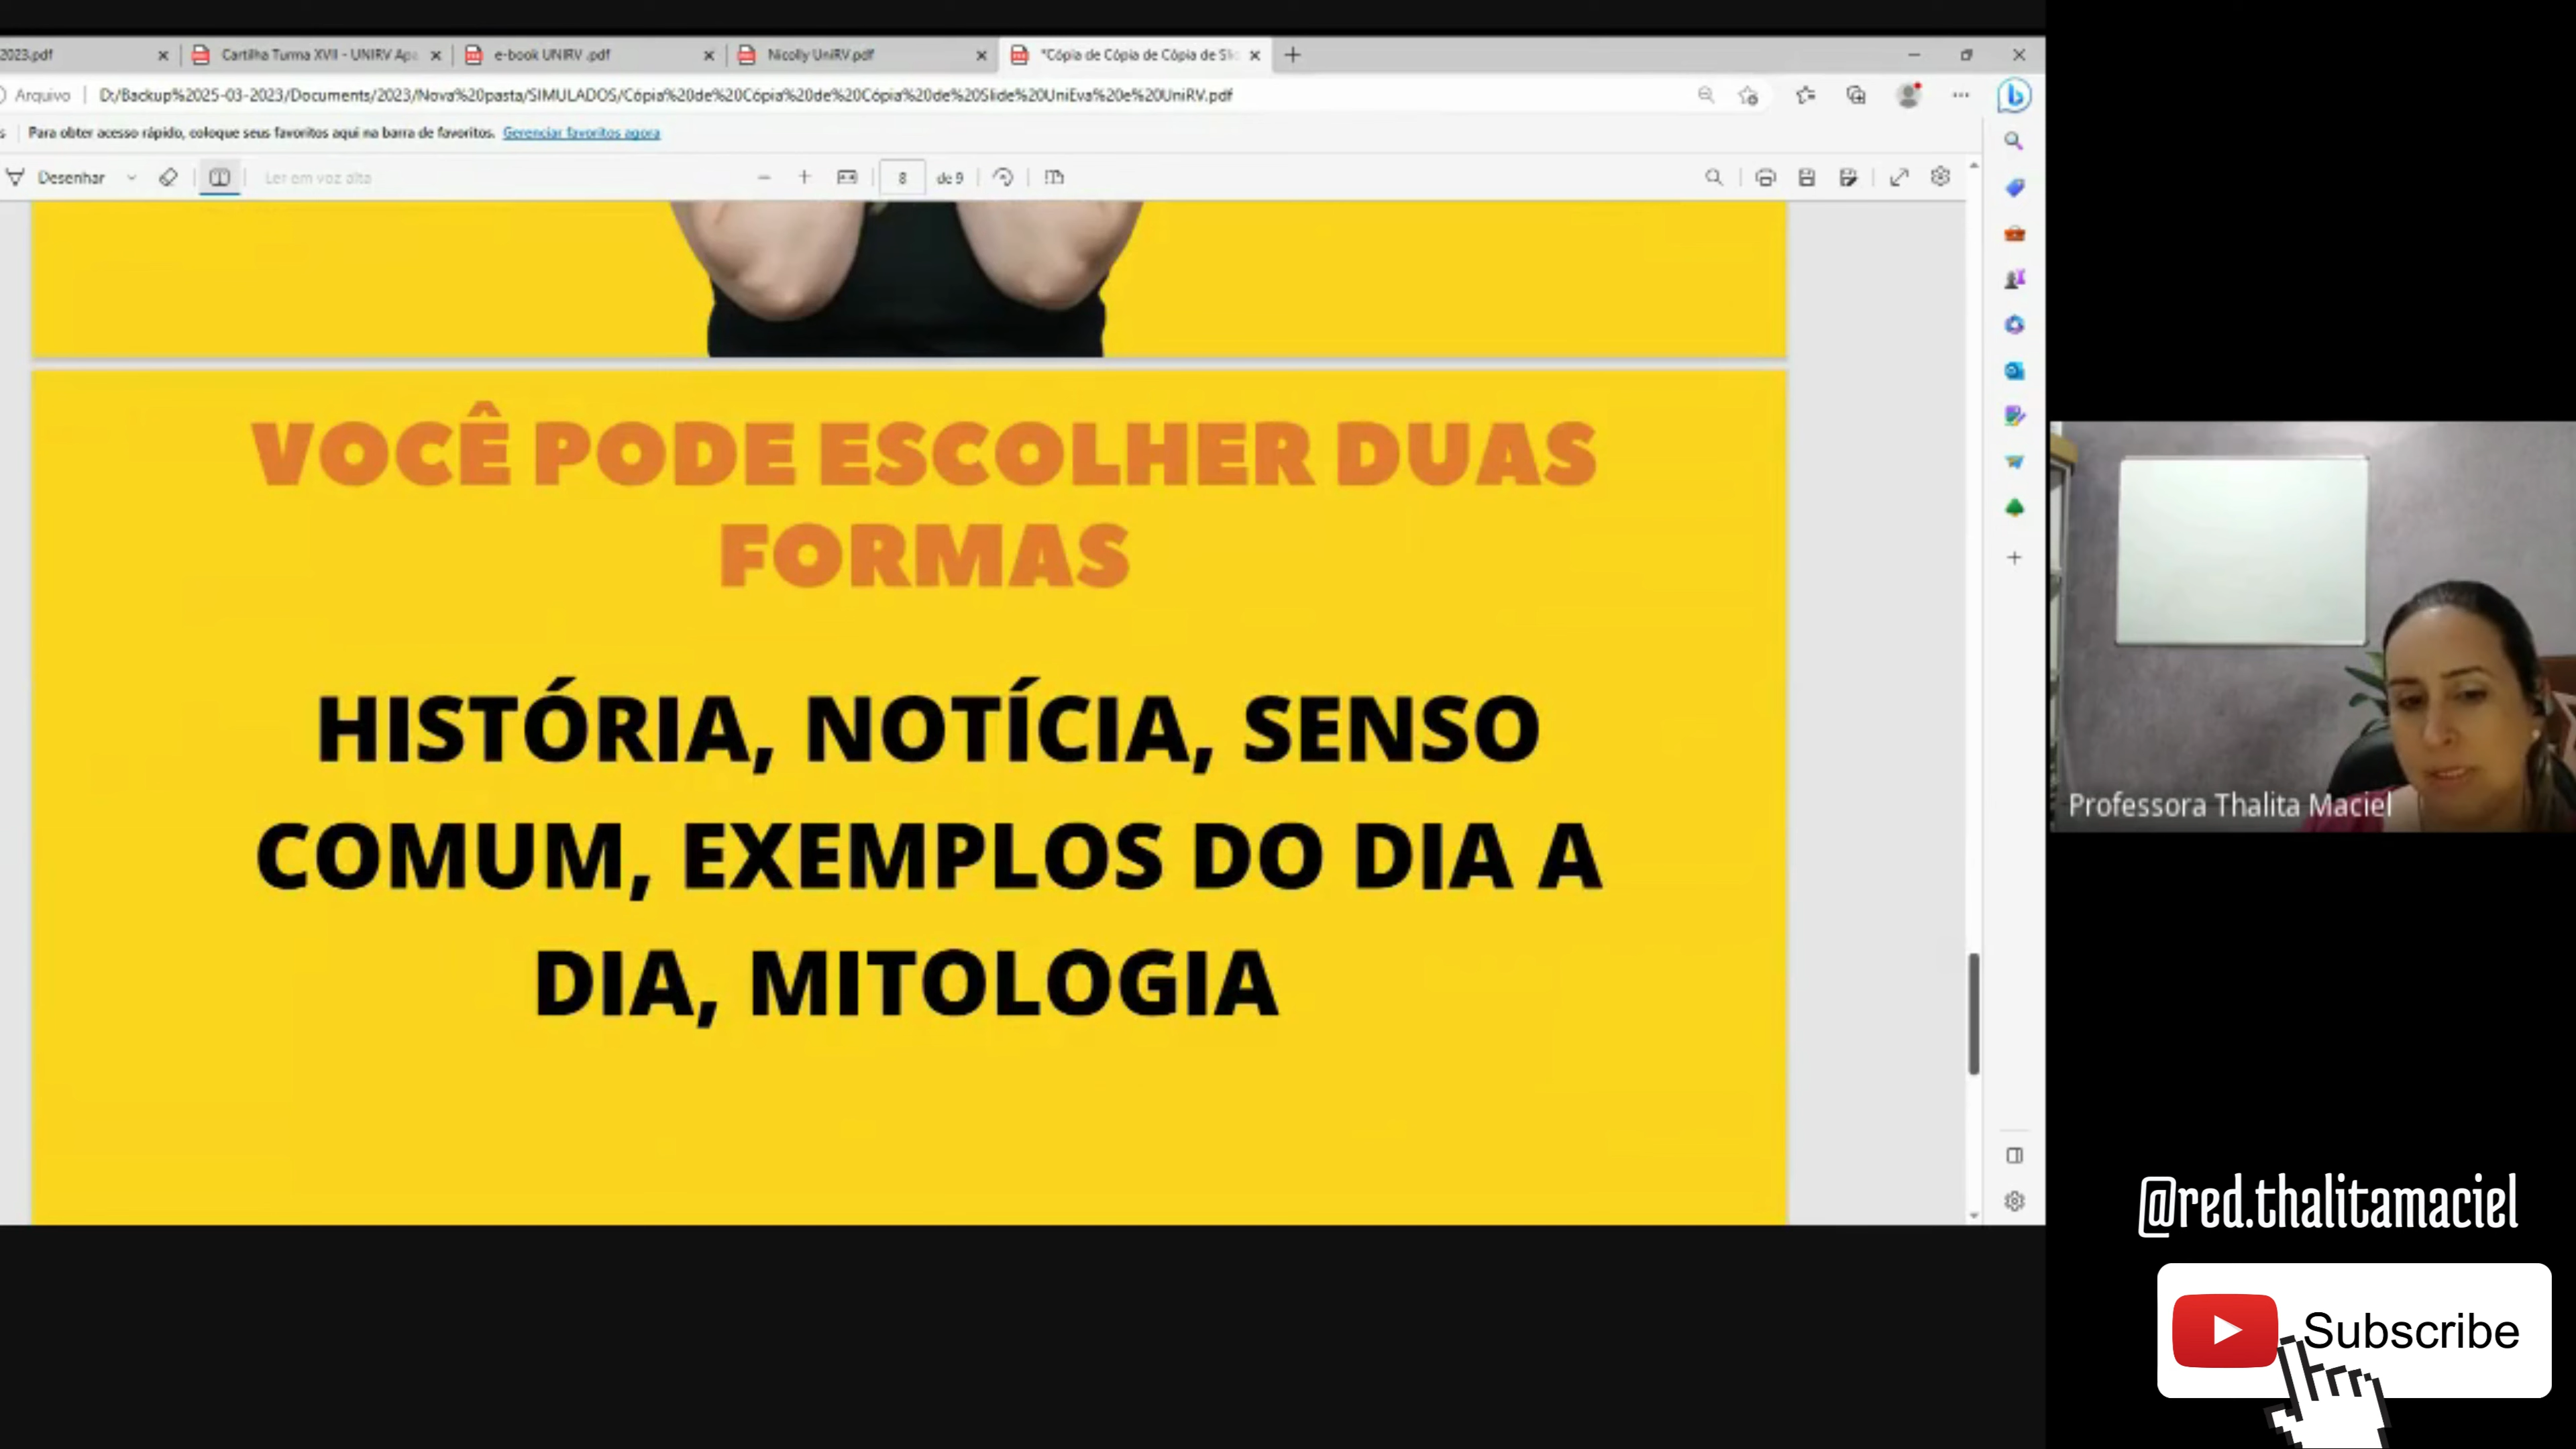 2023.pdf
Cartilha Turma XVII - UNIRV Apa
e-book UNIRV .pdf
Nicolly UniRV.pdf
*Cópia de Cópia de Cópia de Sli
Arquivo
D:/Backup%2025-03-2023/Documents/2023/Nova%20pasta/SIMULADOS/Cópia%20de%20Cópia%20de%20Cópia%20de%20Slide%20UniEva%20e%20UniRV.pdf
s
Para obter acesso rápido, coloque seus favoritos aqui na barra de favoritos. Gerenciar favoritos agora
Desenhar
Ler em voz alta
8 de 9
VOCÊ PODE ESCOLHER DUAS
FORMAS
HISTÓRIA, NOTÍCIA, SENSO
COMUM, EXEMPLOS DO DIA A
DIA, MITOLOGIA
Professora Thalita Maciel
@red.thalitamaciel
Subscribe